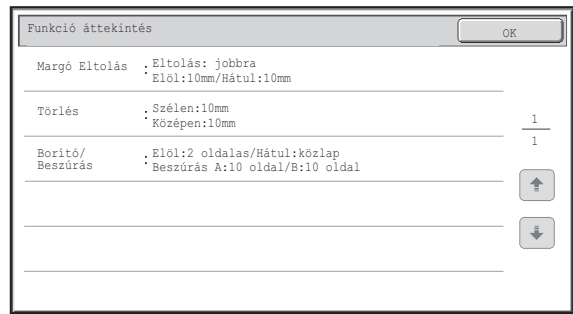 Funkció áttekintés
OK
Margó Eltolás : Eltolás: jobbra
Elöl:10mm/Hátul:10mm
Törlés : Szélen:10mm
Középen:10mm
Borító/
Beszúrás : Elöl:2 oldalas/Hátul:közlap
Beszúrás A:10 oldal/B:10 oldal
1
1